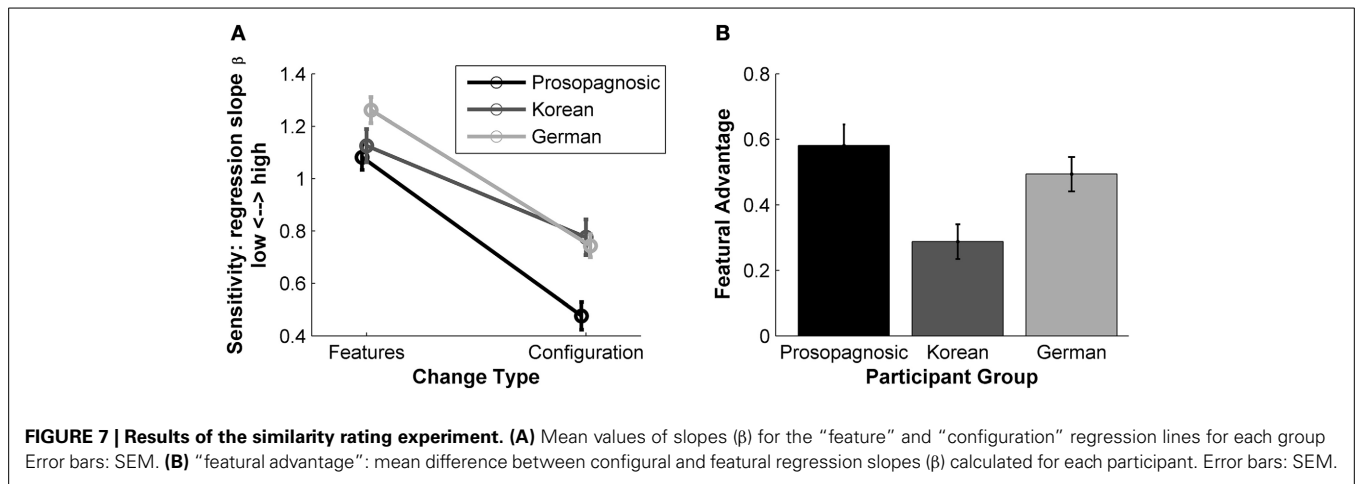 A
Sensitivity: regression slope β
low <--> high
1.4
1.2
1
0.8
0.6
0.4
Prosopagnosic
Korean
German
Features
Configuration
Change Type
B
Featural Advantage
0.8
0.6
0.4
0.2
0
Prosopagnosic
Korean
German
Participant Group
FIGURE 7 | Results of the similarity rating experiment. (A) Mean values of slopes (β) for the “feature” and “configuration” regression lines for each group
Error bars: SEM. (B) “featural advantage”: mean difference between configural and featural regression slopes (β) calculated for each participant. Error bars: SEM.